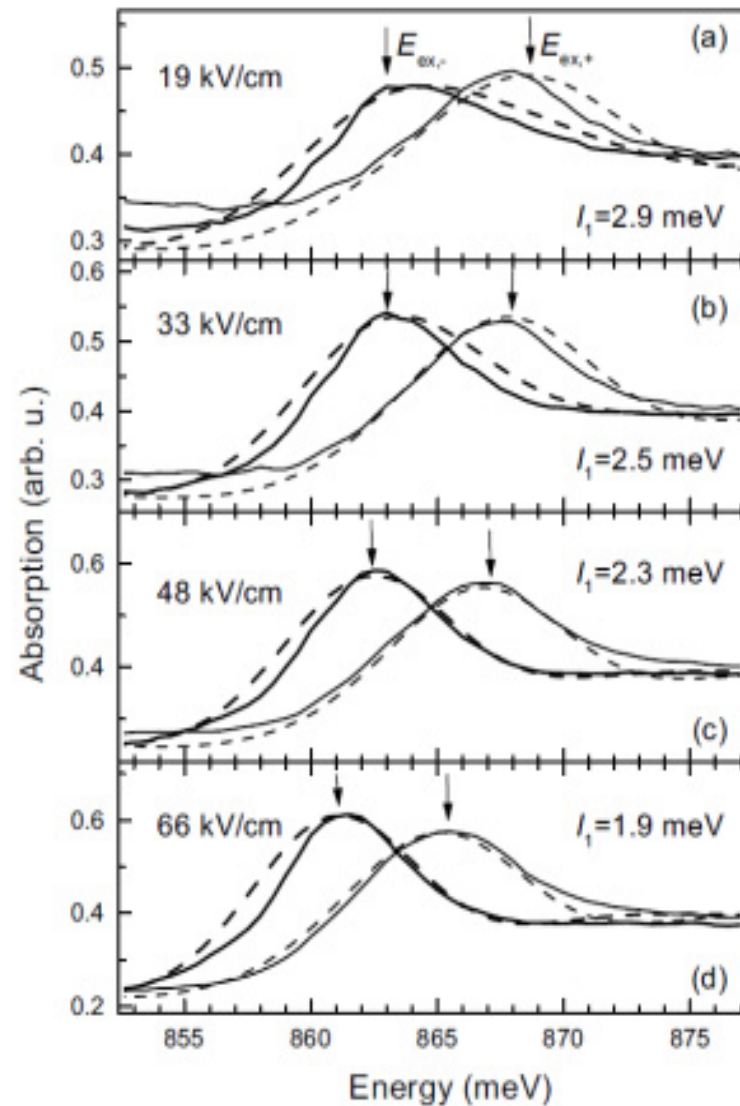 (a)
E_ex,-
E_ex,+
19 kV/cm
0.5
0.4
0.3
I_1=2.9 meV
0.6
(b)
33 kV/cm
0.5
0.4
0.3
I_1=2.5 meV
0.6
48 kV/cm
I_1=2.3 meV
0.4
(c)
66 kV/cm
I_1=1.9 meV
0.6
0.4
0.2
(d)
Absorption (arb. u.)
855 860 865 870 875
Energy (meV)